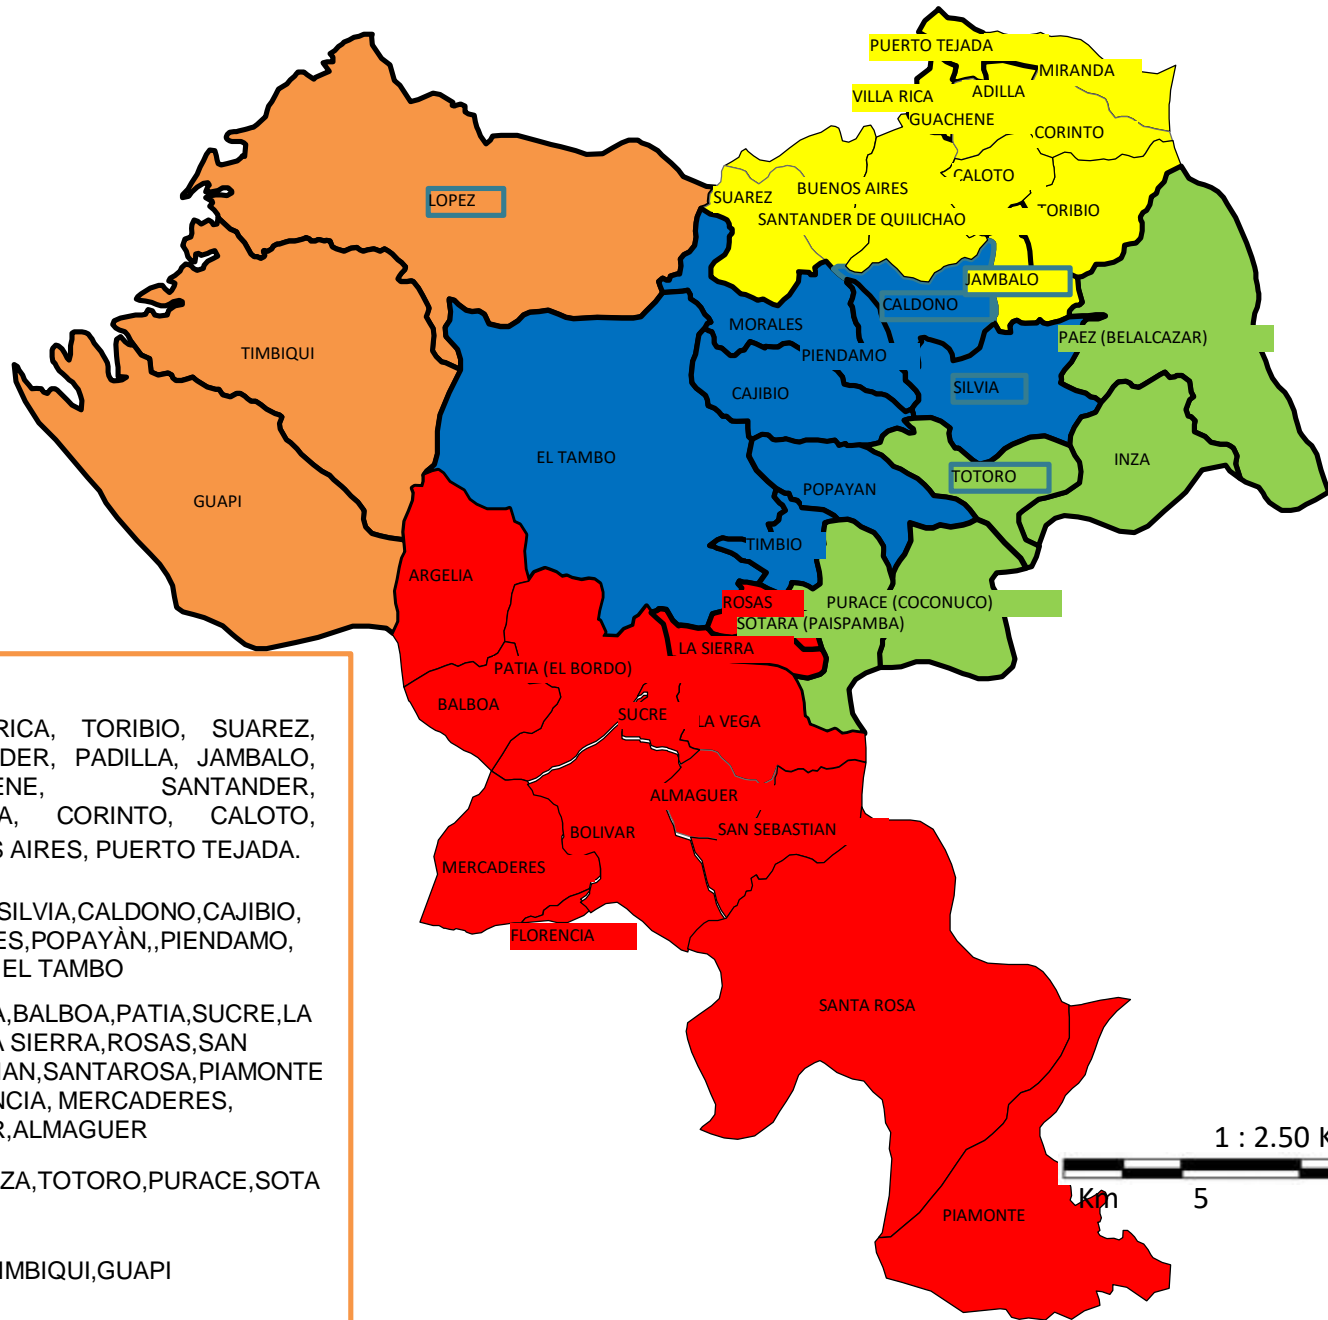 PUERTO TEJADA
MIRANDA
VILLA RICA
ADILLA
GUACHENE
CORINTO
CALOTO
BUENOS AIRES
SUAREZ
LOPEZ
TORIBIO
SANTANDER DE QUILICHAO
JAMBALO
CALDONO
MORALES
PAEZ (BELALCAZAR)
TIMBIQUI
PIENDAMO
CAJIBIO
SILVIA
EL TAMBO
INZA
TOTORO
POPAYAN
GUAPI
TIMBIO
ARGELIA
ROSAS
PURACE (COCONUCO)
SOTARA (PAISPAMBA)
LA SIERRA
PATIA (EL BORDO)
BALBOA
SUCRE
LA VEGA
ALMAGUER
SAN SEBASTIAN
BOLIVAR
MERCADERES
FLORENCIA
SANTA ROSA
PIAMONTE
RICA, TORIBIO, SUAREZ,
DER, PADILLA, JAMBALO,
ENE, SANTANDER,
A, CORINTO, CALOTO,
S AIRES, PUERTO TEJADA.
SILVIA,CALDONO,CAJIBIO,
ES,POPAYÀN,,PIENDAMO,
EL TAMBO
A,BALBOA,PATIA,SUCRE,LA
A SIERRA,ROSAS,SAN
IAN,SANTAROSA,PIAMONTE
NCIA, MERCADERES,
R,ALMAGUER
ZA,TOTORO,PURACE,SOTA
IMBIQUI,GUAPI
1 : 2.50 K
Km 5